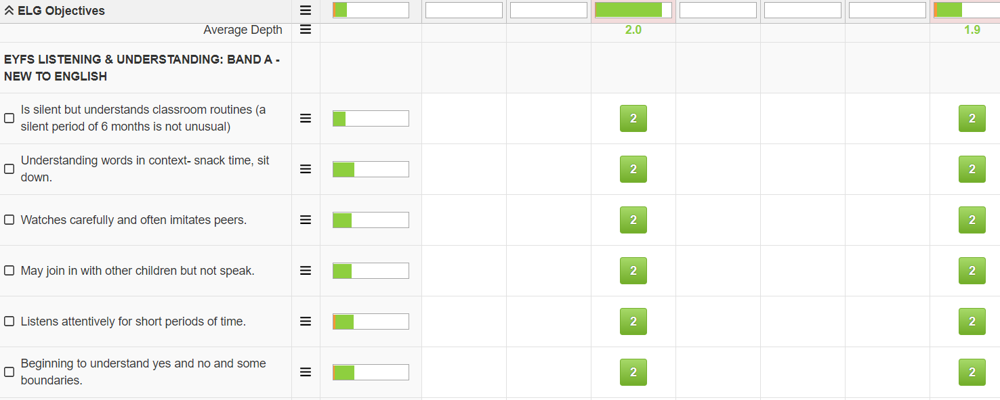 ELG Objectives
Average Depth 2.0 1.9
EYFS LISTENING & UNDERSTANDING: BAND A -
NEW TO ENGLISH
Is silent but understands classroom routines (a
silent period of 6 months is not unusual)
2 2
Understanding words in context- snack time, sit
down.
2 2
Watches carefully and often imitates peers. 2 2
May join in with other children but not speak. 2 2
Listens attentively for short periods of time. 2 2
Beginning to understand yes and no and some
boundaries.
2 2